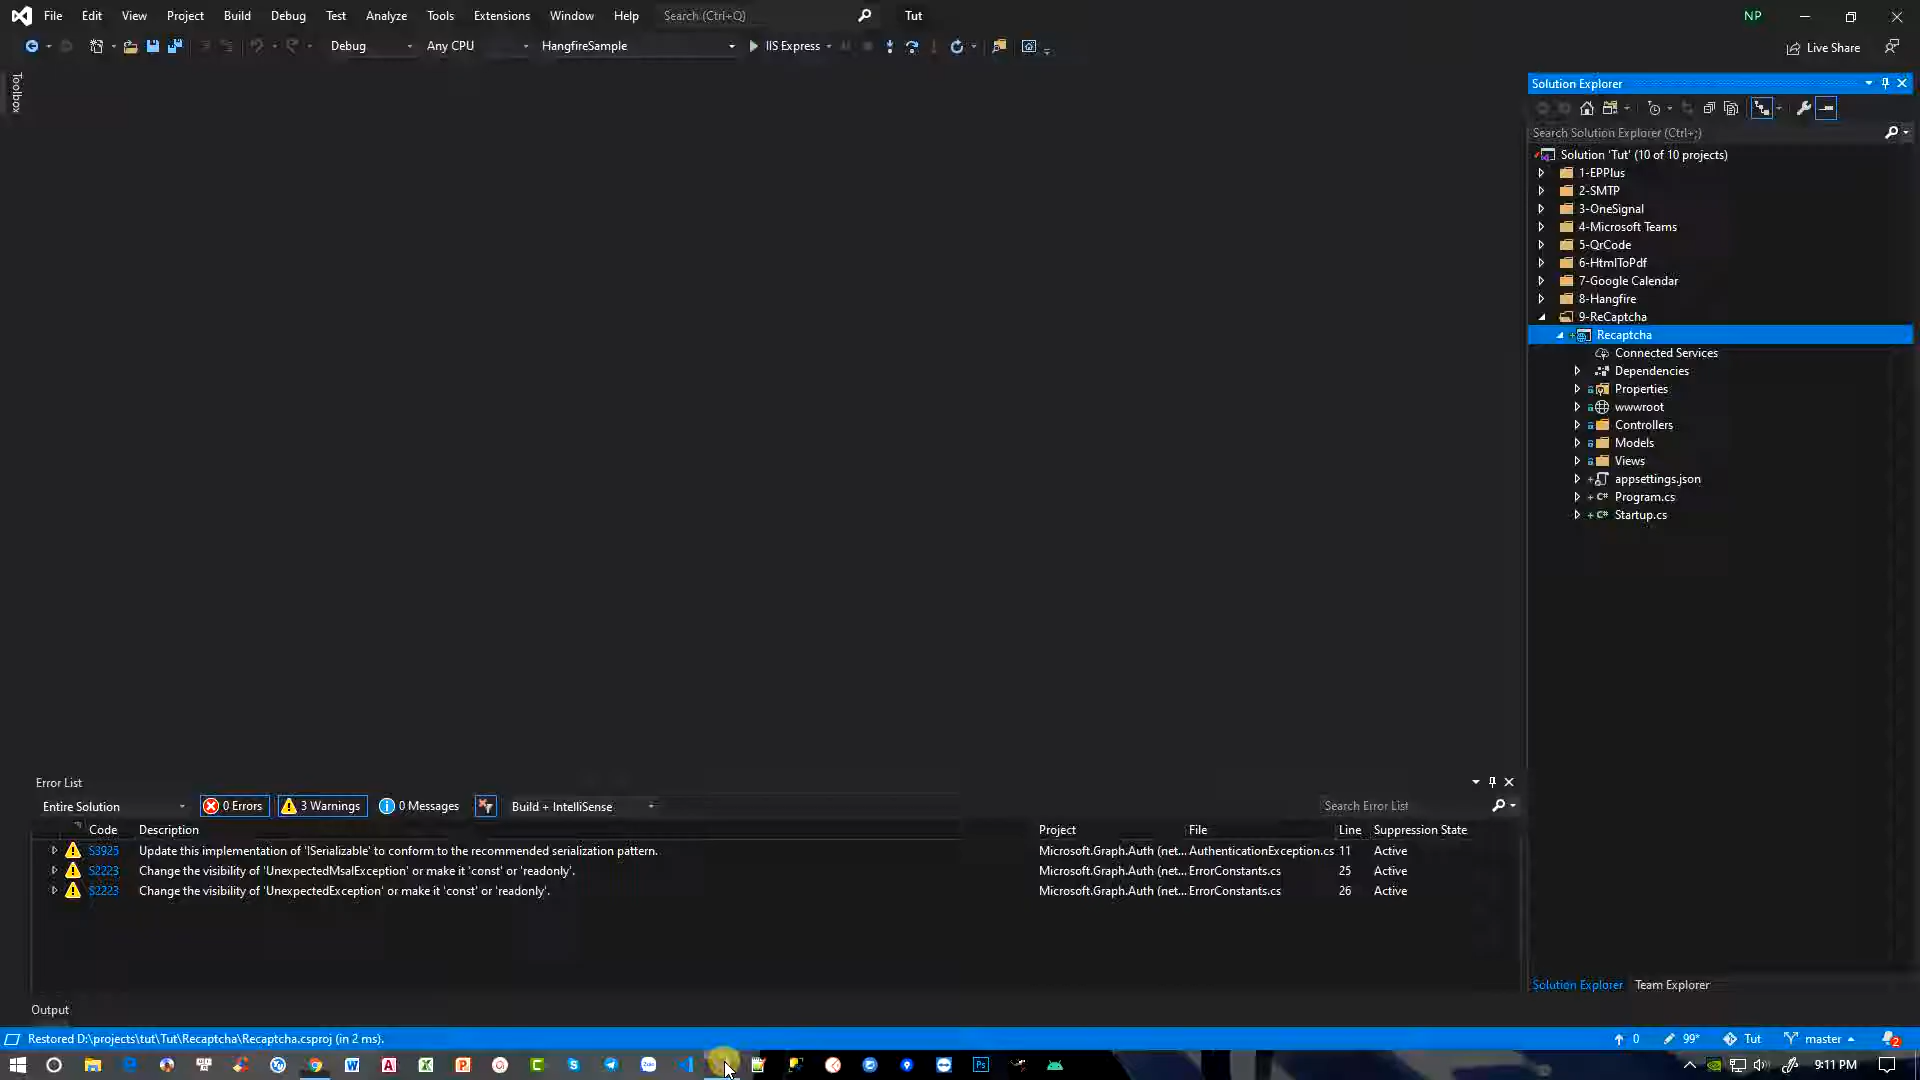 File Edit View Project Build Debug Test Analyze Tools Extensions Window Help Search (Ctrl+Q) Tut NP
Debug Any CPU HangfireSample IIS Express Live Share
Toolbox
Solution Explorer
Search Solution Explorer (Ctrl+;)
Solution 'Tut' (10 of 10 projects)
1-EPPlus
2-SMTP
3-OneSignal
4-Microsoft Teams
5-QrCode
6-HtmlToPdf
7-Google Calendar
8-Hangfire
9-ReCaptcha
Recaptcha
Connected Services
Dependencies
Properties
wwwroot
Controllers
Models
Views
appsettings.json
Program.cs
Startup.cs
Error List
Entire Solution 0 Errors 3 Warnings 0 Messages Build + IntelliSense Search Error List
Code Description Project File Line Suppression State
S3925 Update this implementation of 'ISerializable' to conform to the recommended serialization pattern. Microsoft.Graph.Auth (net... AuthenticationException.cs 11 Active
S2223 Change the visibility of 'UnexpectedMsalException' or make it 'const' or 'readonly'. Microsoft.Graph.Auth (net... ErrorConstants.cs 25 Active
S2223 Change the visibility of 'UnexpectedException' or make it 'const' or 'readonly'. Microsoft.Graph.Auth (net... ErrorConstants.cs 26 Active
Solution Explorer Team Explorer
Output
Restored D:\projects\tut\Tut\Recaptcha\Recaptcha.csproj (in 2 ms). 0 99* Tut master 2
9:11 PM